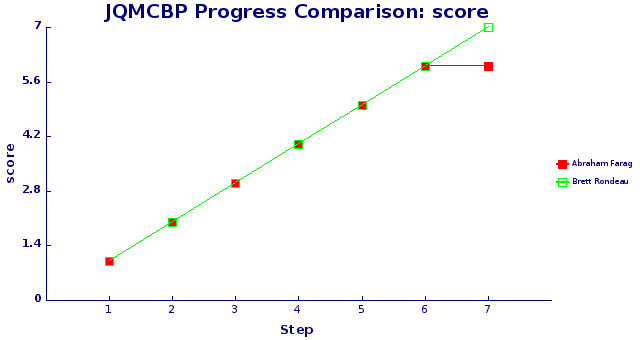 JQMCBP Progress Comparison: score
7
5.6
4.2
2.8
1.4
0
score
1 2 3 4 5 6 7
Step
Abraham Farag
Brett Rondeau